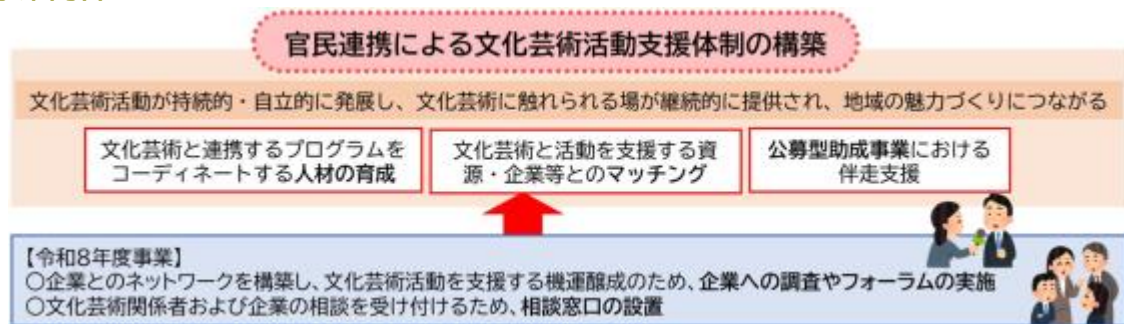 官民連携による文化芸術活動支援体制の構築
文化芸術活動が持続的・自立的に発展し、文化芸術に触れられる場が継続的に提供され、地域の魅力づくりにつながる
文化芸術と連携するプログラムを
コーディネートする人材の育成
文化芸術と活動を支援する資
源・企業等とのマッチング
公募型助成事業における
伴走支援
【令和8年度事業】
○企業とのネットワークを構築し、文化芸術活動を支援する機運醸成のため、企業への調査やフォーラムの実施
○文化芸術関係者および企業の相談を受け付けるため、相談窓口の設置